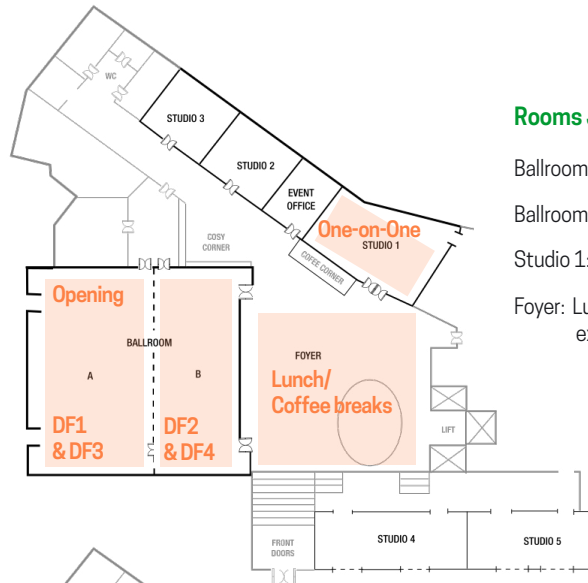 WC
STUDIO 3
STUDIO 2
EVENT
OFFICE
One-on-One
STUDIO 1
COSY
CORNER
COFEE CORNER
Opening
BALLROOM
A
B
DF1
& DF3
DF2
& DF4
FOYER
Lunch/
Coffee breaks
LIFT
FRONT
DOORS
STUDIO 4
STUDIO 5
Rooms
Ballroom
Ballroom
Studio 1:
Foyer: Lu
e